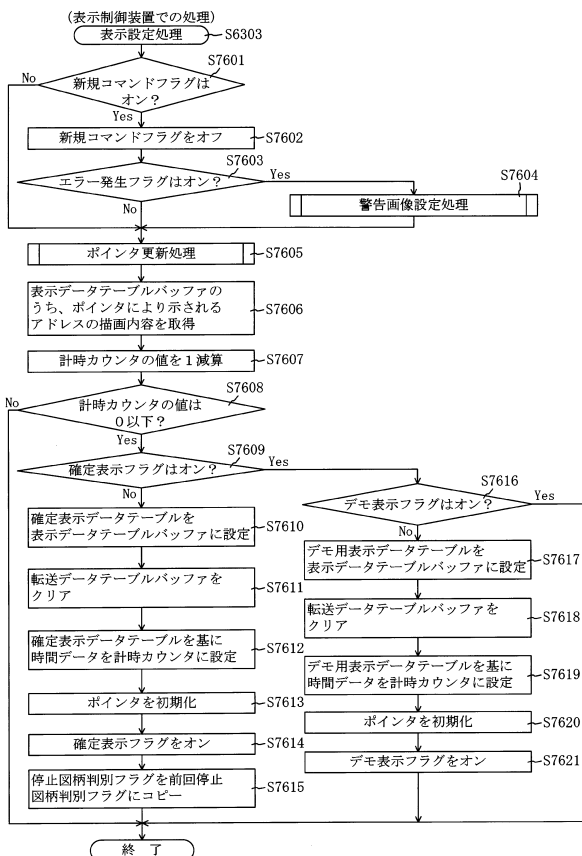 (表示制御装置での処理)
表示設定処理
S6303
S7601
No
新規コマンドフラグは
オン？
Yes
新規コマンドフラグをオフ
S7602
S7603
エラー発生フラグはオン？
Yes
No
S7604
警告画像設定処理
ポインタ更新処理
S7605
表示データテーブルバッファの
うち、ポインタにより示される
アドレスの描画内容を取得
S7606
計時カウンタの値を1減算
S7607
S7608
No
計時カウンタの値は
0以下？
Yes
S7609
確定表示フラグはオン？
Yes
No
確定表示データテーブルを
表示データテーブルバッファに設定
S7610
転送データテーブルバッファを
クリア
S7611
確定表示データテーブルを基に
時間データを計時カウンタに設定
S7612
ポインタを初期化
S7613
確定表示フラグをオン
S7614
停止図柄判別フラグを前回停止
図柄判別フラグにコピー
S7615
S7616
デモ表示フラグはオン？
Yes
No
デモ用表示データテーブルを
表示データテーブルバッファに設定
S7617
転送データテーブルバッファを
クリア
S7618
デモ用表示データテーブルを基に
時間データを計時カウンタに設定
S7619
ポインタを初期化
S7620
デモ表示フラグをオン
S7621
終了